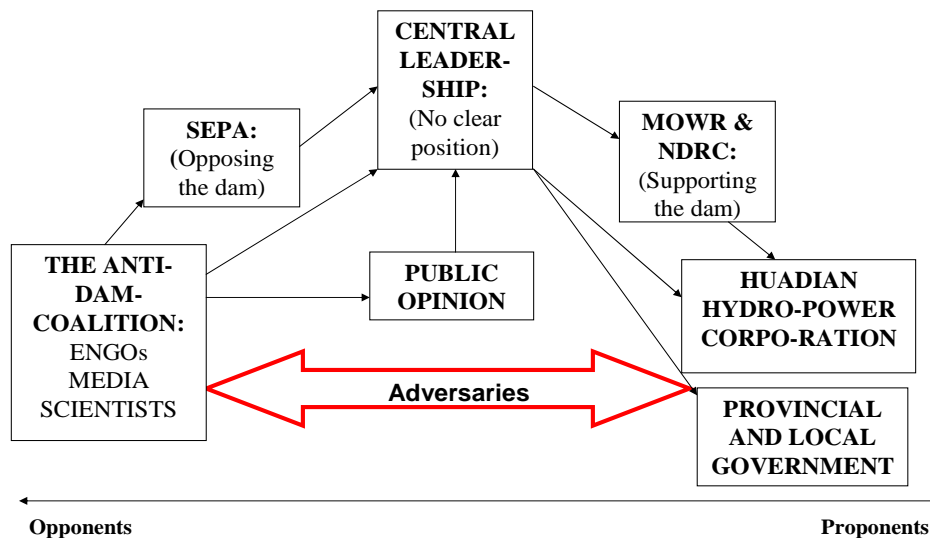 CENTRAL
LEADER-
SHIP:
(No clear
position)
SEPA:
(Opposing
the dam)
MOWR &
NDRC:
(Supporting
the dam)
THE ANTI-
DAM-
COALITION:
ENGOs
MEDIA
SCIENTISTS
PUBLIC
OPINION
HUADIAN
HYDRO-POWER
CORPO-RATION
Adversaries
PROVINCIAL
AND LOCAL
GOVERNMENT
Opponents
Proponents